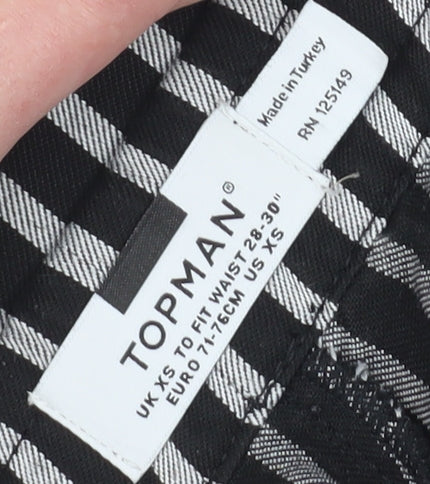 Made in Turkey
RN 125149
TOPMAN®
UK XS TO FIT WAIST 28-30"
EURO 71-76CM US XS